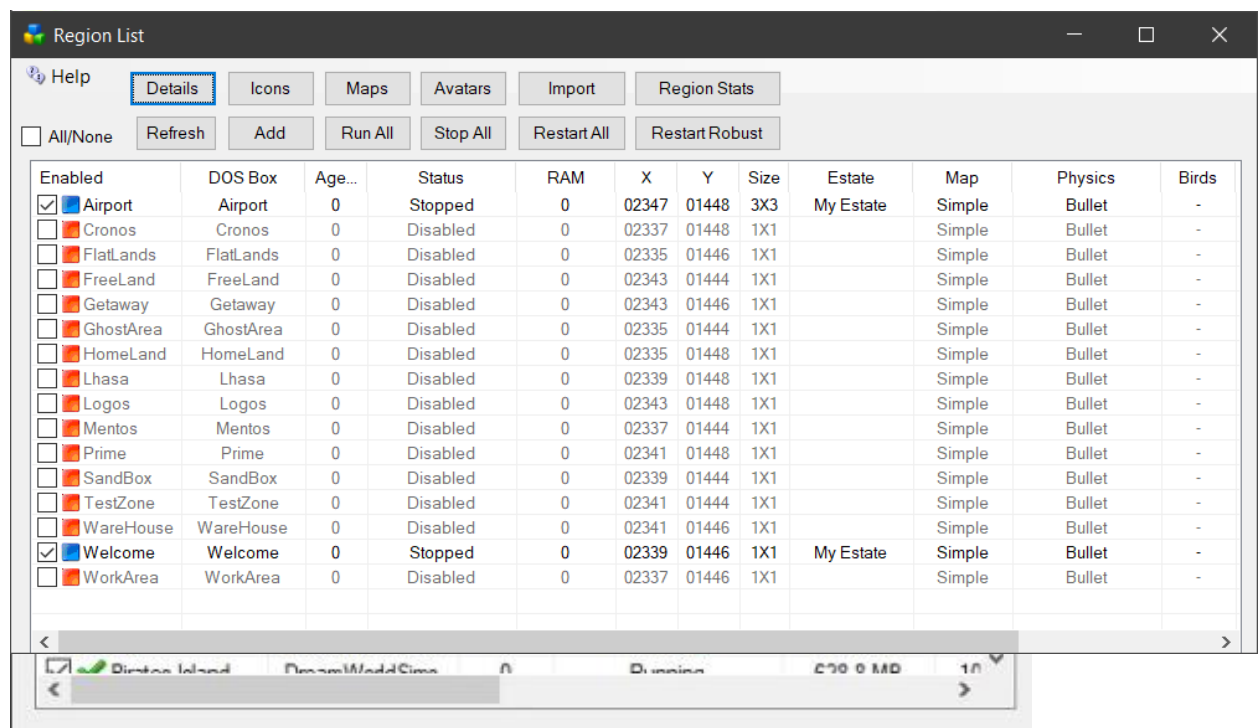 Region List
Help Details Icons Maps Avatars Import Region Stats
All/None Refresh Add Run All Stop All Restart All Restart Robust
Enabled DOS Box Age... Status RAM X Y Size Estate Map Physics Birds
Airport Airport 0 Stopped 0 02347 01448 3X3 My Estate Simple Bullet -
Cronos Cronos 0 Disabled 0 02337 01448 1X1 Simple Bullet -
FlatLands FlatLands 0 Disabled 0 02335 01446 1X1 Simple Bullet -
FreeLand FreeLand 0 Disabled 0 02343 01444 1X1 Simple Bullet -
Getaway Getaway 0 Disabled 0 02343 01446 1X1 Simple Bullet -
GhostArea GhostArea 0 Disabled 0 02335 01444 1X1 Simple Bullet -
HomeLand HomeLand 0 Disabled 0 02335 01448 1X1 Simple Bullet -
Lhasa Lhasa 0 Disabled 0 02339 01448 1X1 Simple Bullet -
Logos Logos 0 Disabled 0 02343 01448 1X1 Simple Bullet -
Mentos Mentos 0 Disabled 0 02337 01444 1X1 Simple Bullet -
Prime Prime 0 Disabled 0 02341 01448 1X1 Simple Bullet -
SandBox SandBox 0 Disabled 0 02339 01444 1X1 Simple Bullet -
TestZone TestZone 0 Disabled 0 02341 01444 1X1 Simple Bullet -
WareHouse WareHouse 0 Disabled 0 02341 01446 1X1 Simple Bullet -
Welcome Welcome 0 Stopped 0 02339 01446 1X1 My Estate Simple Bullet -
WorkArea WorkArea 0 Disabled 0 02337 01446 1X1 Simple Bullet -
Island 0 Running